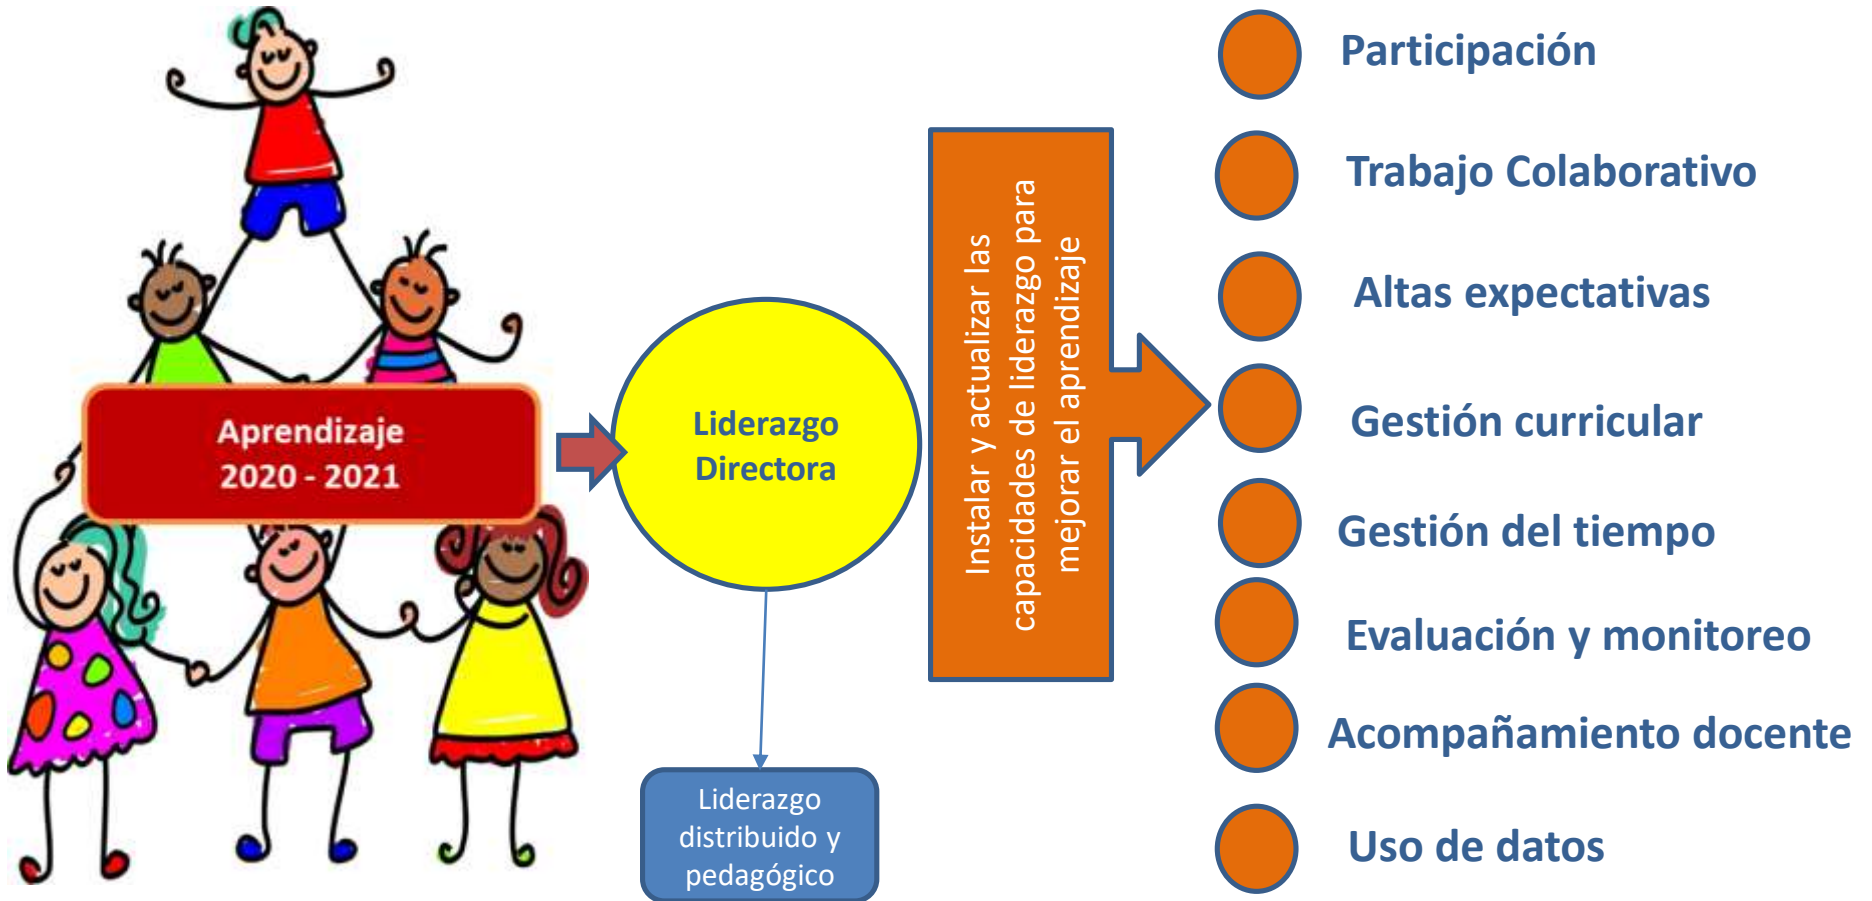 Aprendizaje
2020 - 2021
Liderazgo
Directora
Liderazgo
distribuido y
pedagógico
Instalar y actualizar las
capacidades de liderazgo para
mejorar el aprendizaje
Participación
Trabajo Colaborativo
Altas expectativas
Gestión curricular
Gestión del tiempo
Evaluación y monitoreo
Acompañamiento docente
Uso de datos